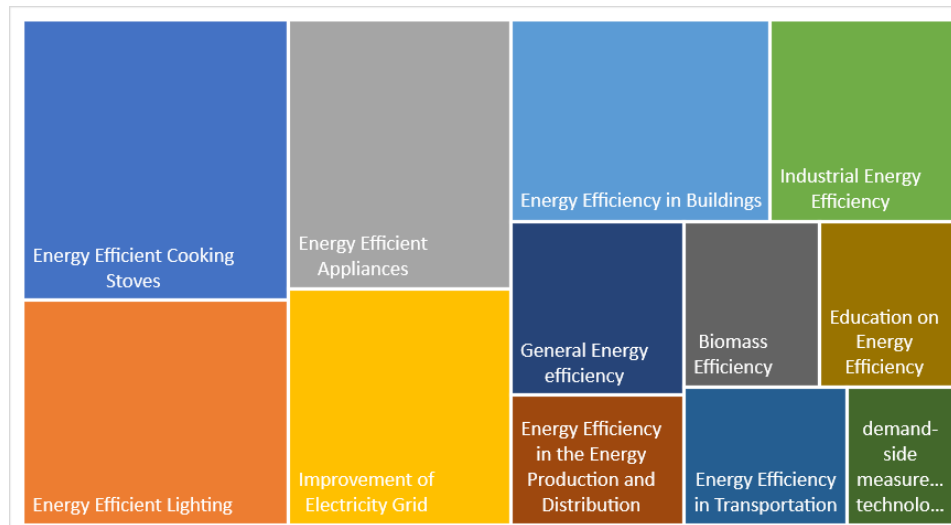 Energy Efficient Cooking
Stoves
Energy Efficient Lighting
Energy Efficient
Appliances
Improvement of
Electricity Grid
Energy Efficiency in Buildings
Industrial Energy
Efficiency
General Energy
efficiency
Biomass
Efficiency
Education on
Energy
Efficiency
Energy Efficiency
in the Energy
Production and
Distribution
Energy Efficiency
in Transportation
demand-
side
measure...
technolo...